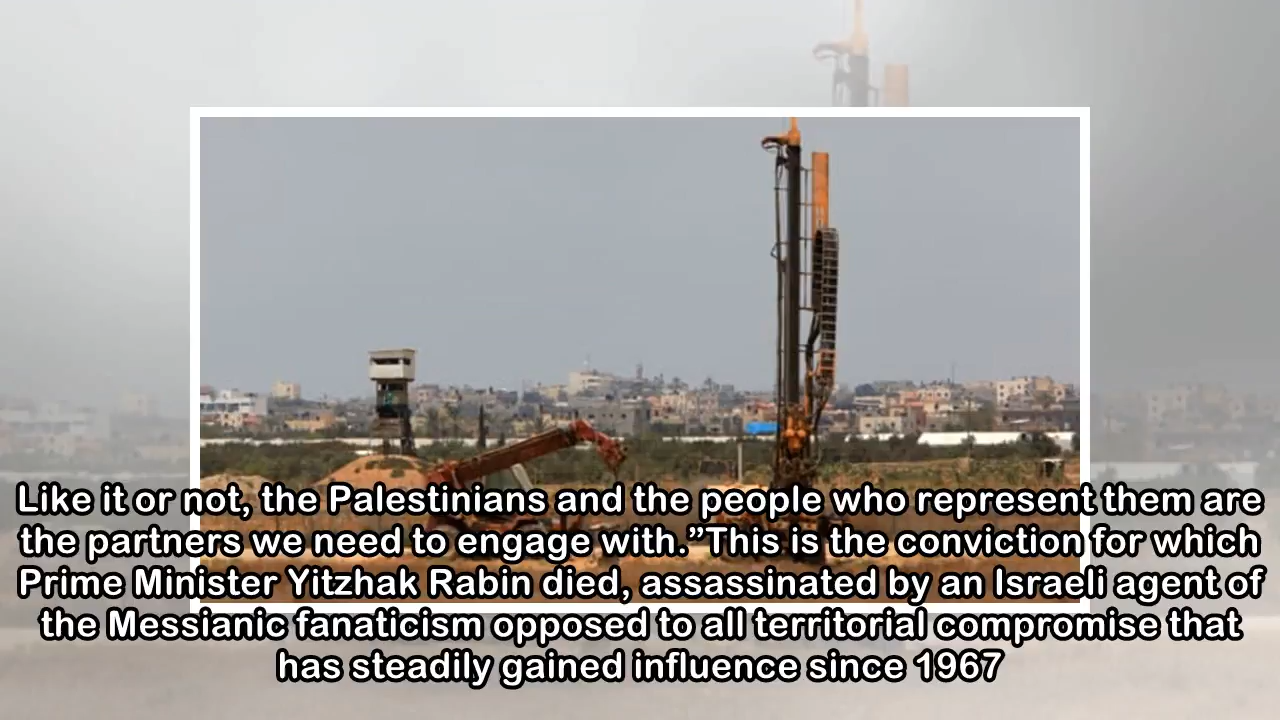 Like it or not, the Palestinians and the people who represent them are
the partners we need to engage with.”This is the conviction for which
Prime Minister Yitzhak Rabin died, assassinated by an Israeli agent of
the Messianic fanaticism opposed to all territorial compromise that
has steadily gained influence since 1967